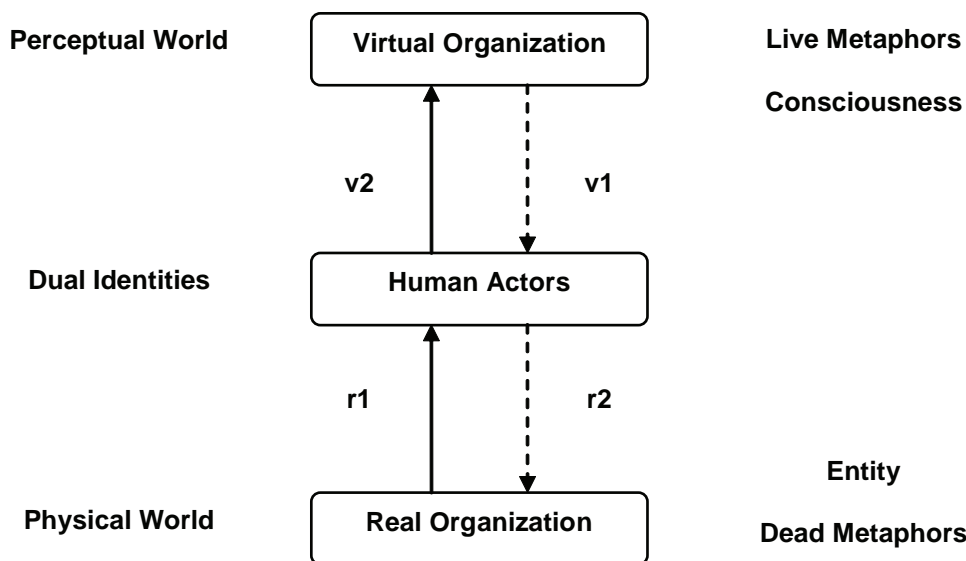 Perceptual World
Virtual Organization
Live Metaphors
Consciousness
v2
v1
Dual Identities
Human Actors
r1
r2
Entity
Physical World
Real Organization
Dead Metaphors